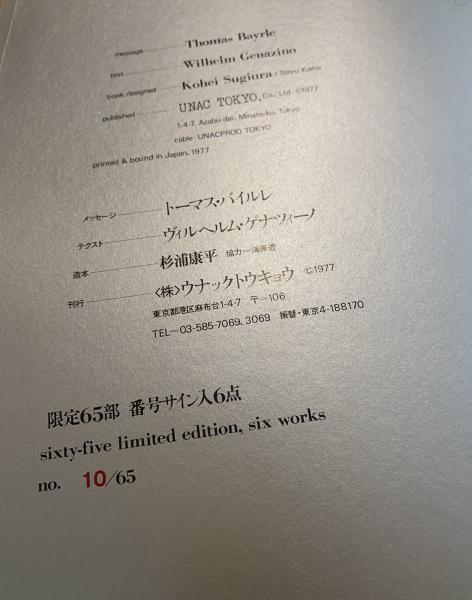 message Thomas Bayrle
text Wilhelm Genazino
book designed Kohei Sugiura + Tohru Kaiho
published UNAC TOKYO, Co., Ltd. ©1977
1-4-7, Azabu-dai, Minato-ku, Tokyo
cable: UNACPROD TOKYO
printed & bound in Japan, 1977
メッセージ トーマス・バイルレ
テクスト ヴィルヘルム・ゲナツィーノ
造本 杉浦康平 協力―海保透
刊行 〈株〉ウナックトウキョウ ©1977
東京都港区麻布台1-4-7 〒―106
TEL―03-585-7069, 3069 振替・東京4-188170
限定65部 番号サイン入6点
sixty-five limited edition, six works
no. 10/65